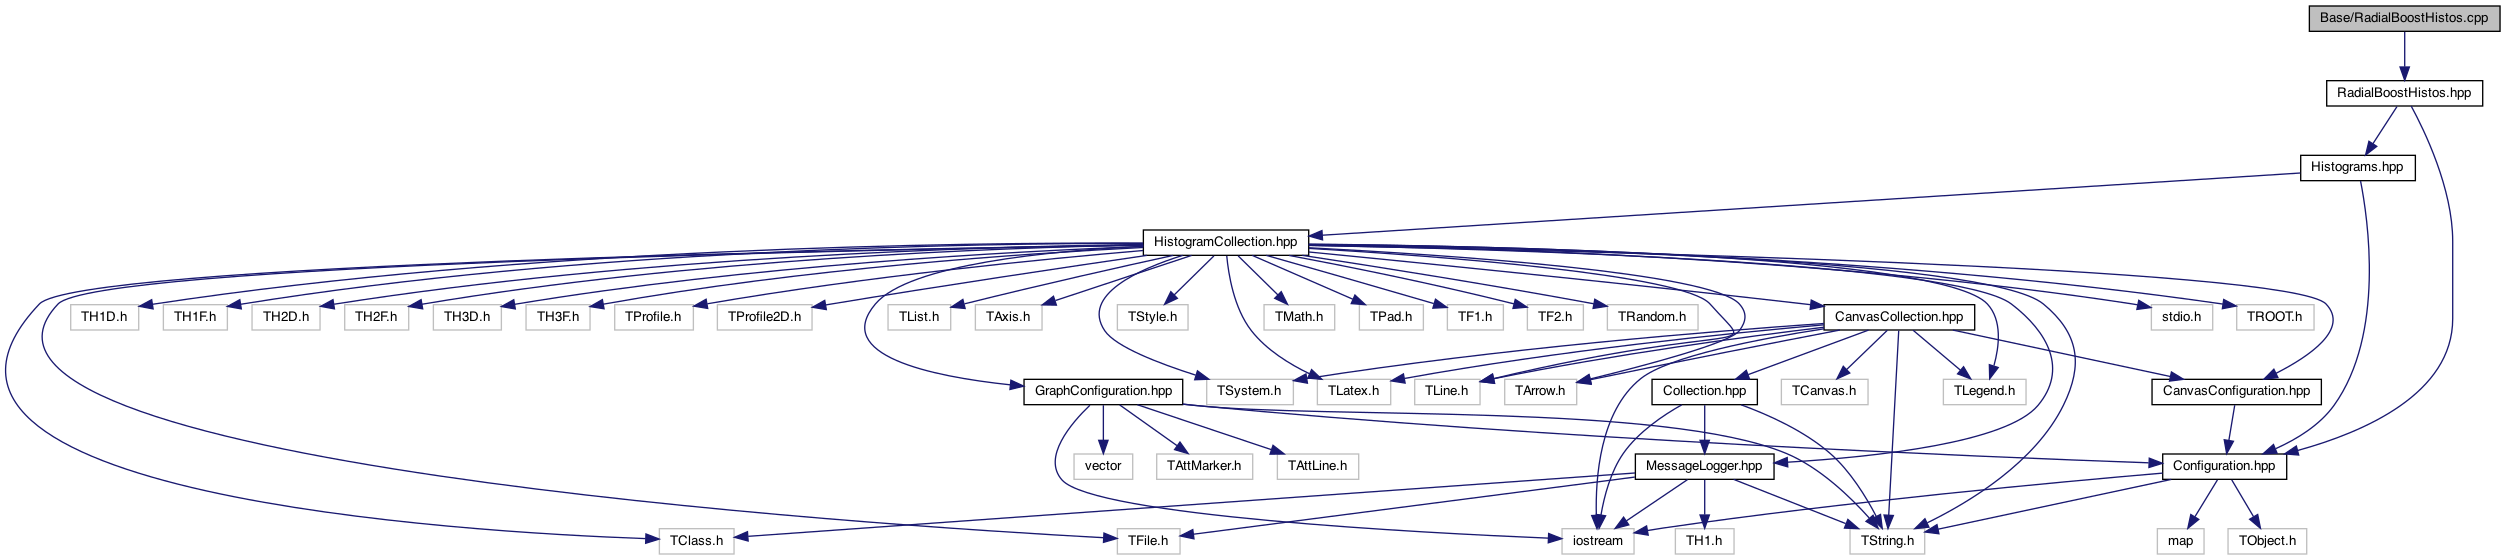 Base/RadialBoostHistos.cpp
RadialBoostHistos.hpp
Histograms.hpp
HistogramCollection.hpp
TH1D.h
TH1F.h
TH2D.h
TH2F.h
TH3D.h
TH3F.h
TProfile.h
TProfile2D.h
TList.h
TAxis.h
TStyle.h
TMath.h
TPad.h
TF1.h
TF2.h
TRandom.h
CanvasCollection.hpp
stdio.h
TROOT.h
GraphConfiguration.hpp
TSystem.h
TLatex.h
TLine.h
TArrow.h
Collection.hpp
TCanvas.h
TLegend.h
CanvasConfiguration.hpp
vector
TAttMarker.h
TAttLine.h
MessageLogger.hpp
Configuration.hpp
TClass.h
TFile.h
iostream
TH1.h
TString.h
map
TObject.h